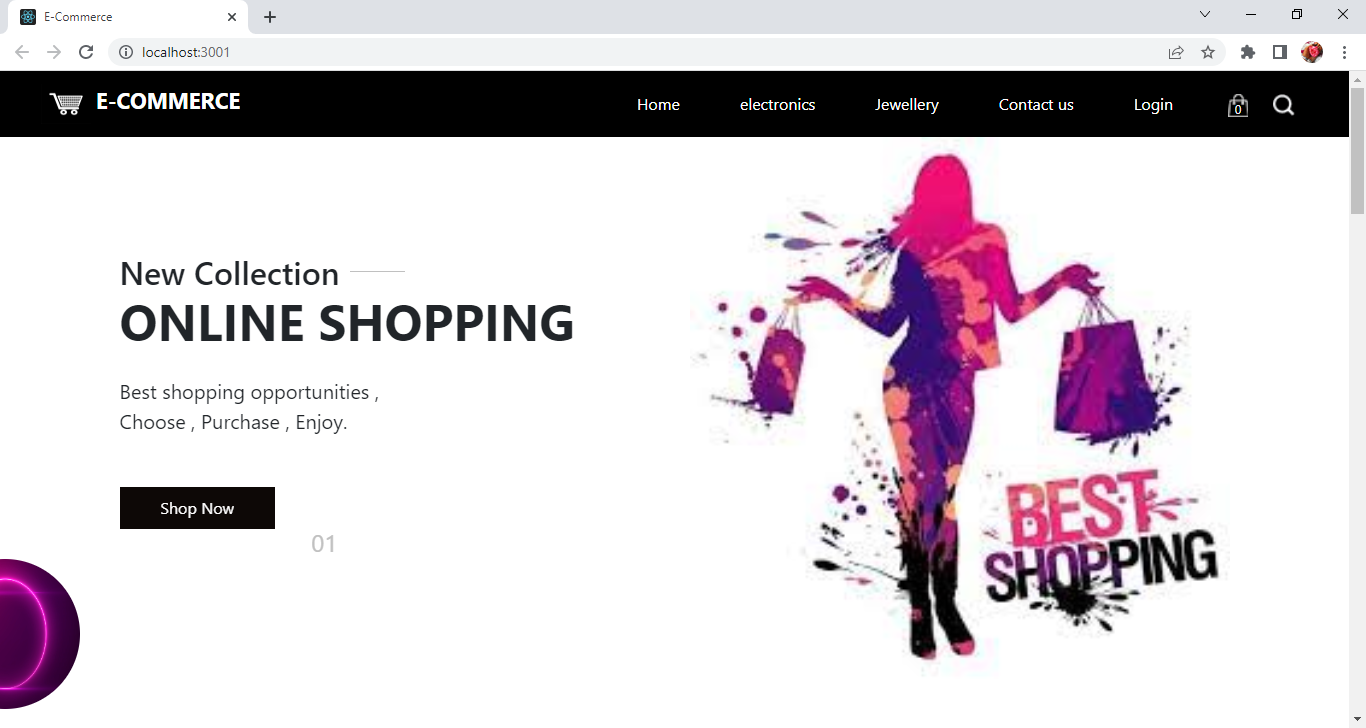 E-Commerce
localhost:3001
E-COMMERCE
Home electronics Jewellery Contact us Login 0
New Collection
ONLINE SHOPPING
Best shopping opportunities ,
Choose , Purchase , Enjoy.
Shop Now
01
BEST
SHOPPING